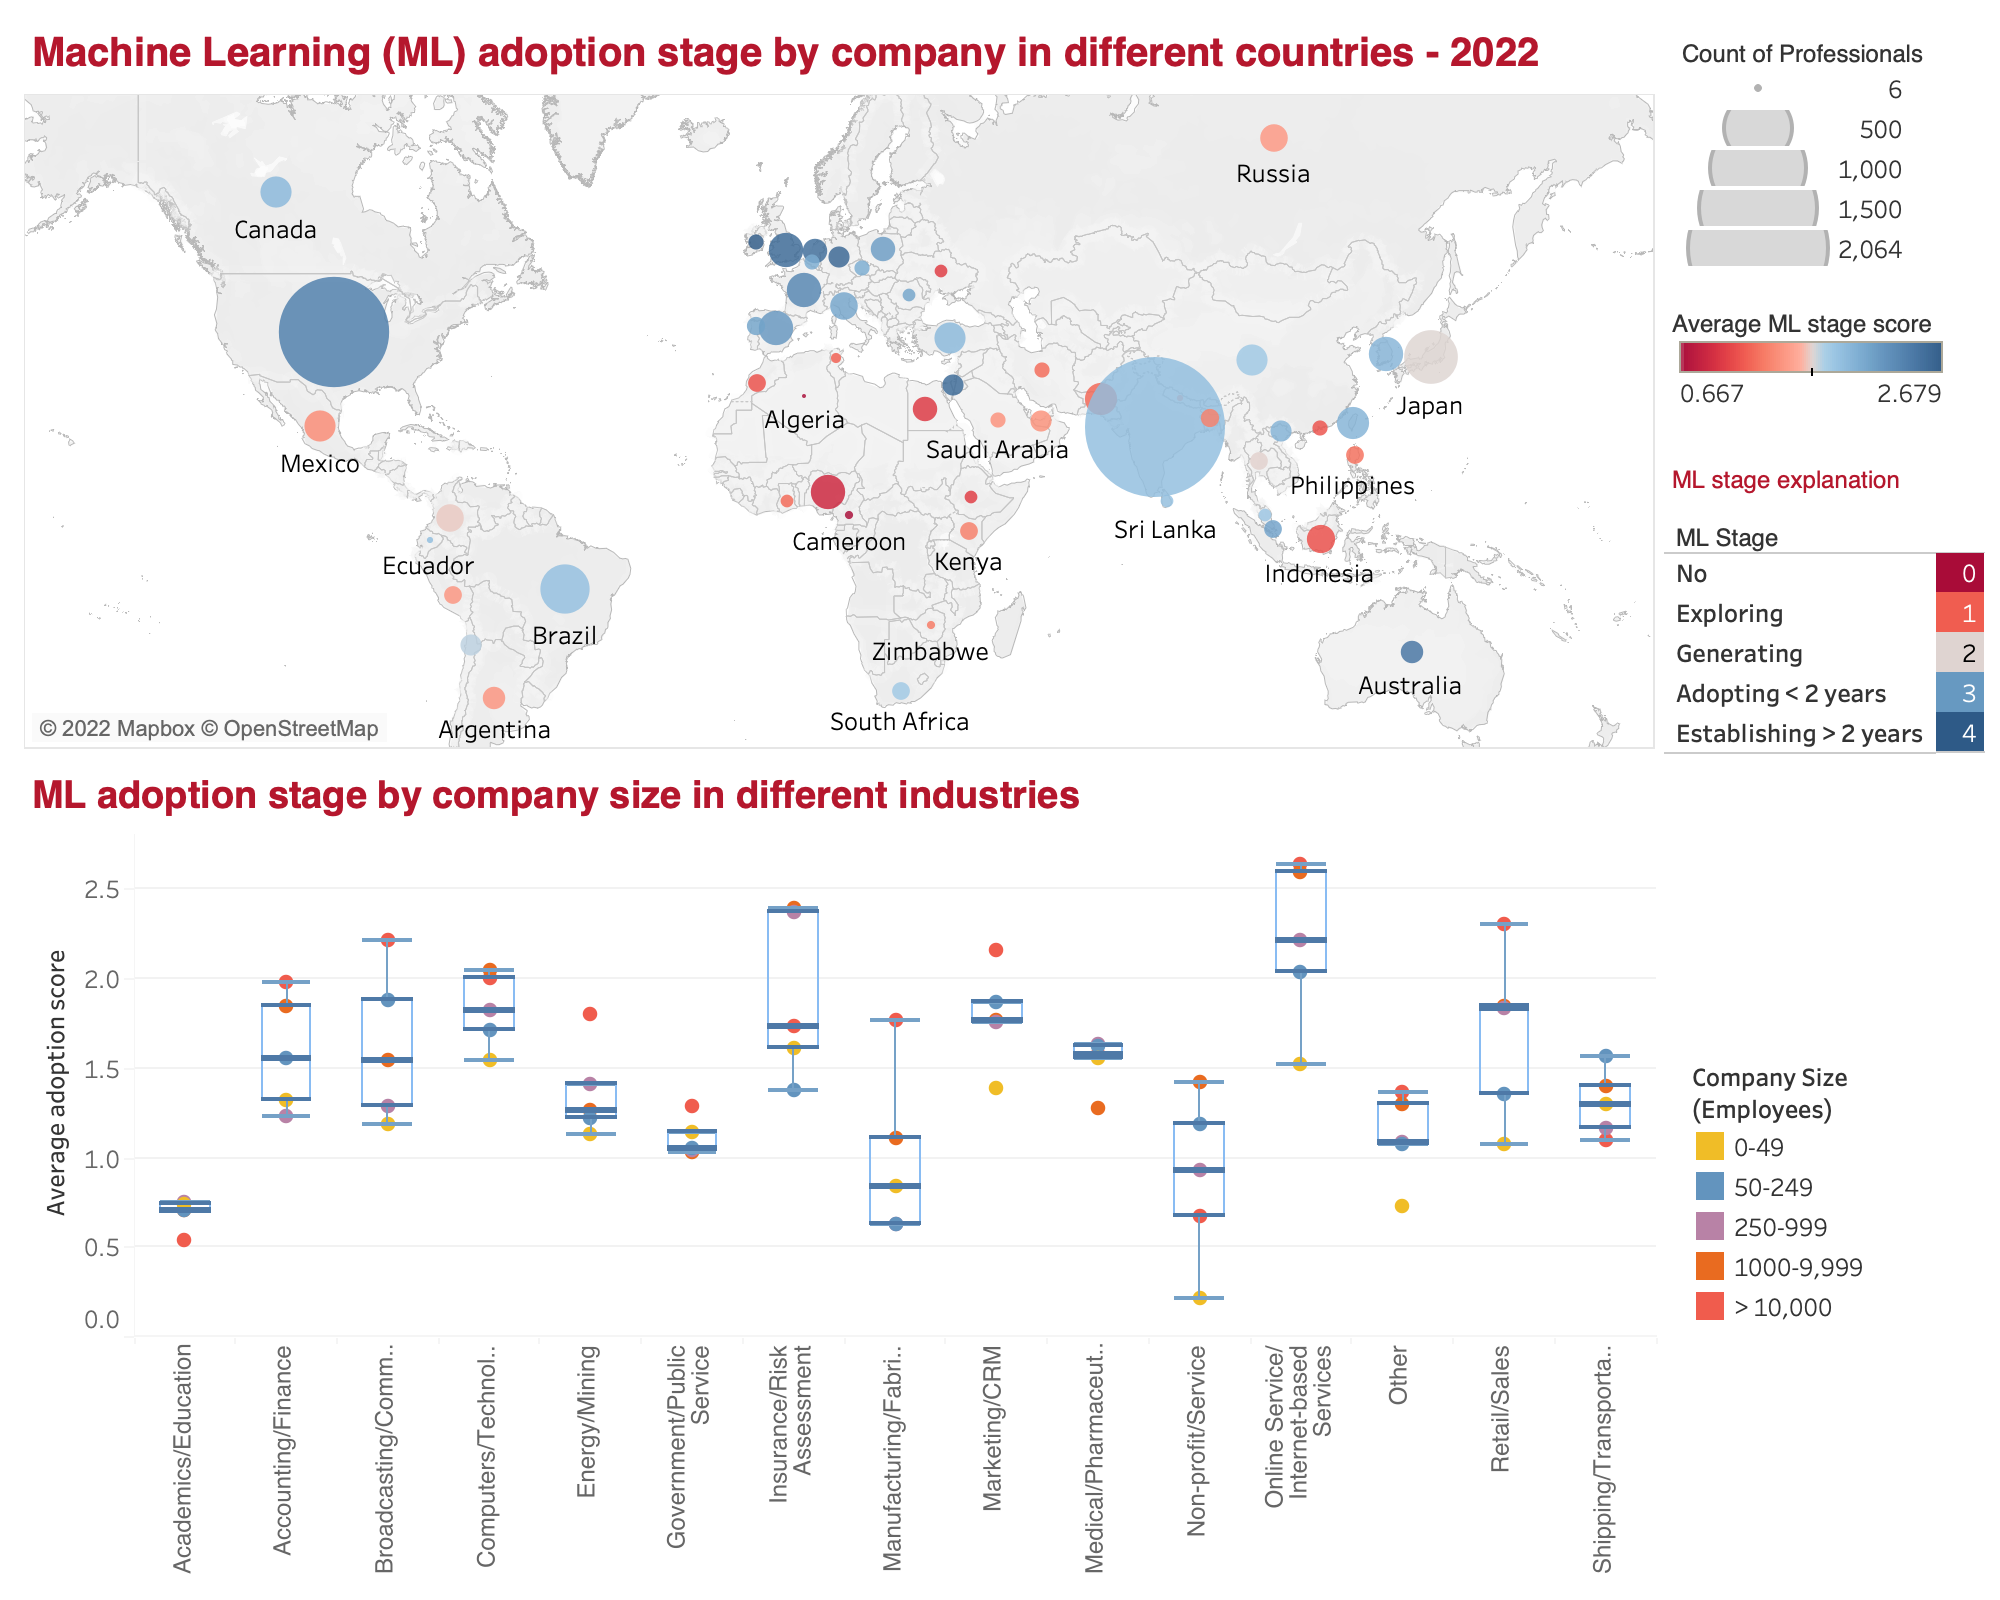 Machine Learning (ML) adoption stage by company in different countries - 2022
Count of Professionals
6
500
1,000
1,500
2,064
Average ML stage score
0.667 2.679
ML stage explanation
ML Stage
No 0
Exploring 1
Generating 2
Adopting < 2 years 3
Establishing > 2 years 4
Russia
Canada
Japan
Algeria
Saudi Arabia
Mexico
Philippines
Sri Lanka
Cameroon
Kenya
Ecuador
Indonesia
Brazil
Zimbabwe
Australia
South Africa
Argentina
© 2022 Mapbox © OpenStreetMap
ML adoption stage by company size in different industries
Average adoption score
2.5
2.0
1.5
1.0
0.5
0.0
Academics/Education
Accounting/Finance
Broadcasting/Comm..
Computers/Technol..
Energy/Mining
Government/Public
Service
Insurance/Risk
Assessment
Manufacturing/Fabri..
Marketing/CRM
Medical/Pharmaceut..
Non-profit/Service
Online Service/
Internet-based
Services
Other
Retail/Sales
Shipping/Transporta..
Company Size
(Employees)
0-49
50-249
250-999
1000-9,999
> 10,000